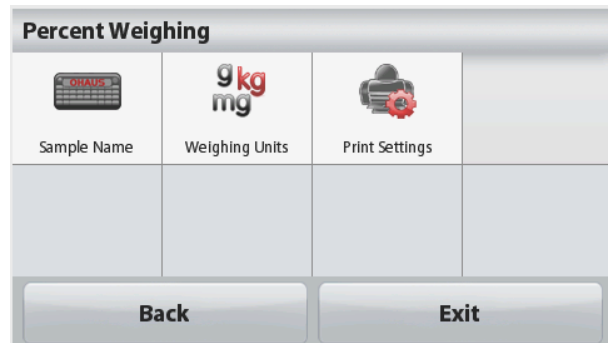 Percent Weighing
OHAUS
g kg
mg
Sample Name
Weighing Units
Print Settings
Back
Exit